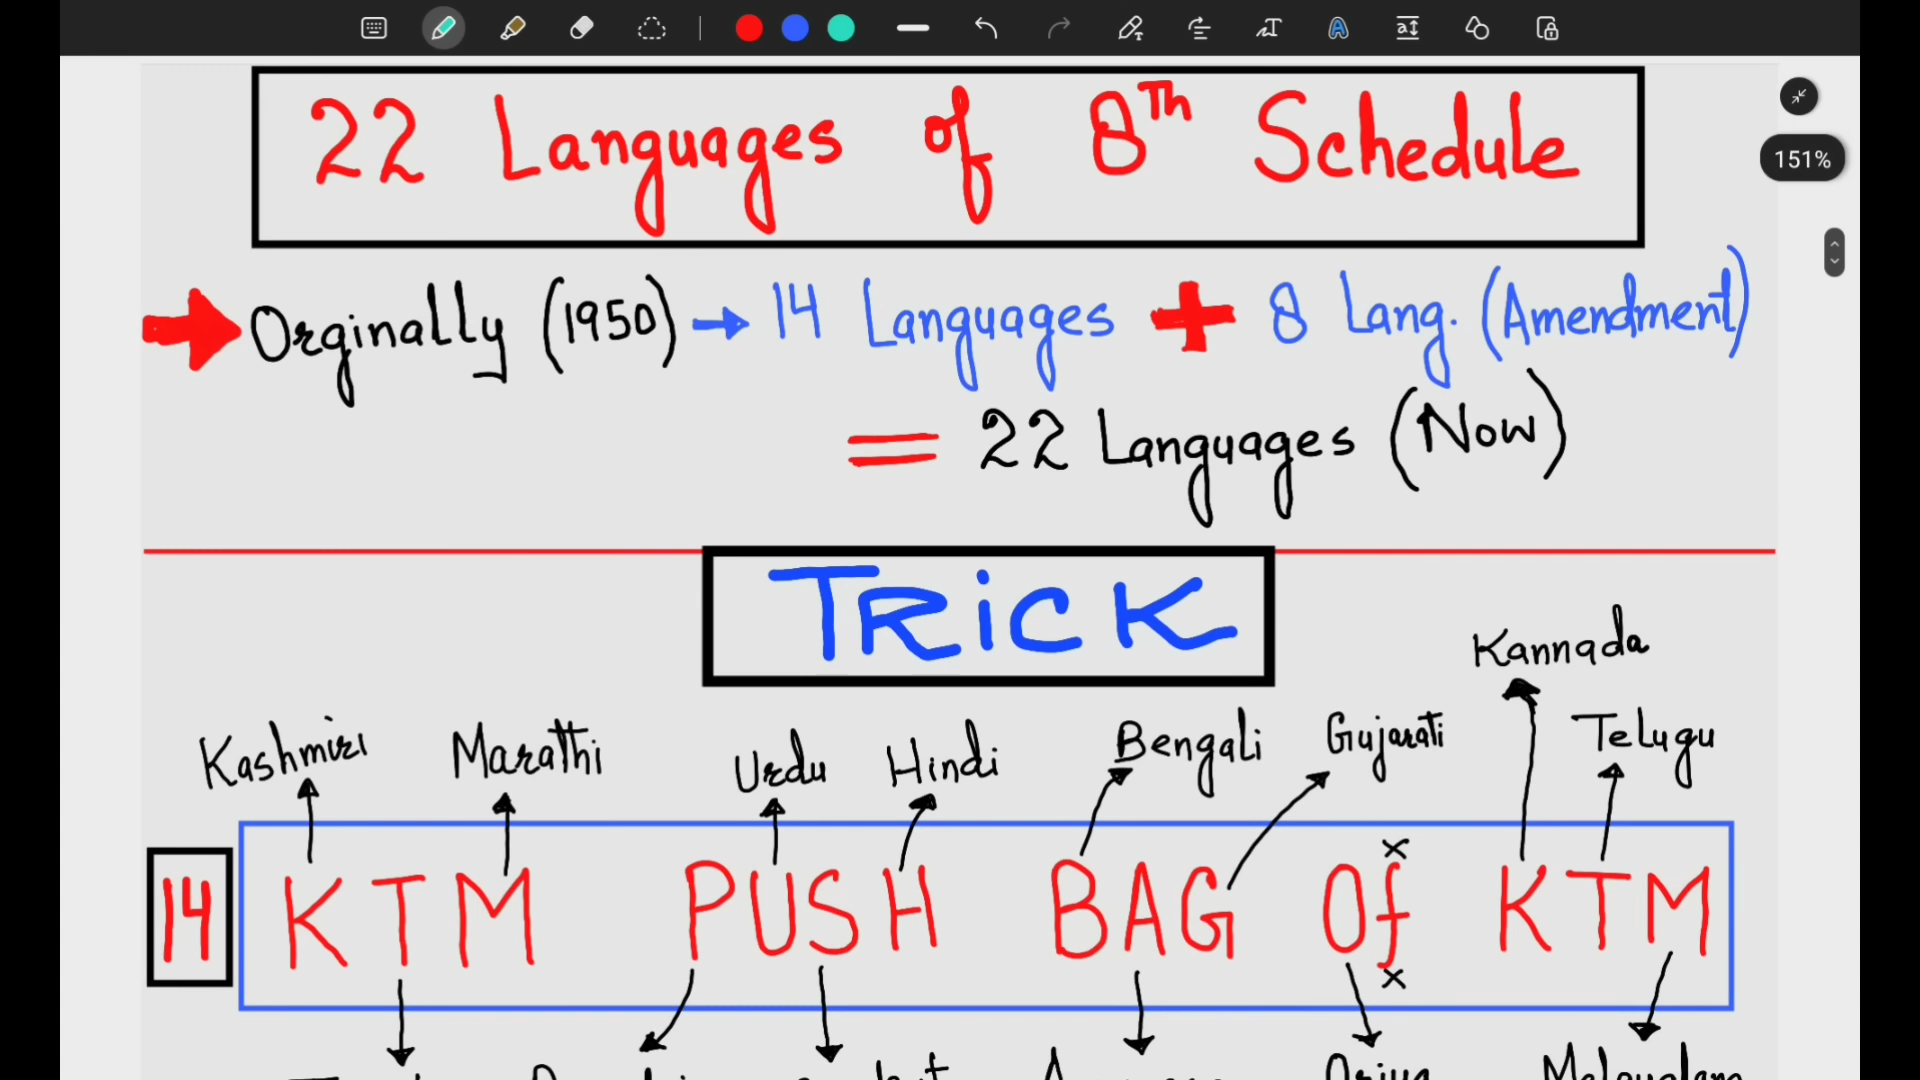 151%
22 Languages of 8Th Schedule
Orginally (1950) → 14 Languages + 8 Lang. (Amendment)
= 22 Languages (Now)
TRiCK
Kannada
Kashmiri Marathi Urdu Hindi Bengali Gujarati Telugu
14 KTM PUSH BAG Of KTM
Malayalam